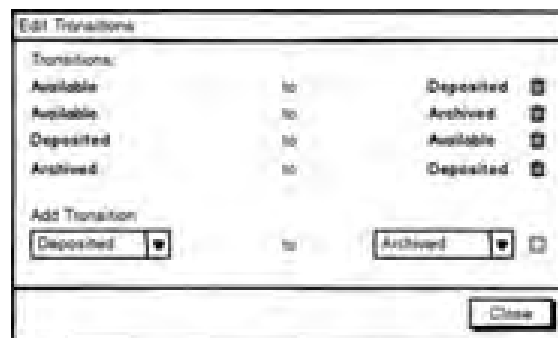 Edit Transitions
Transitions:
Available to Deposited
Available to Archived
Deposited to Available
Archived to Deposited
Add Transition
Deposited to Archived
Close